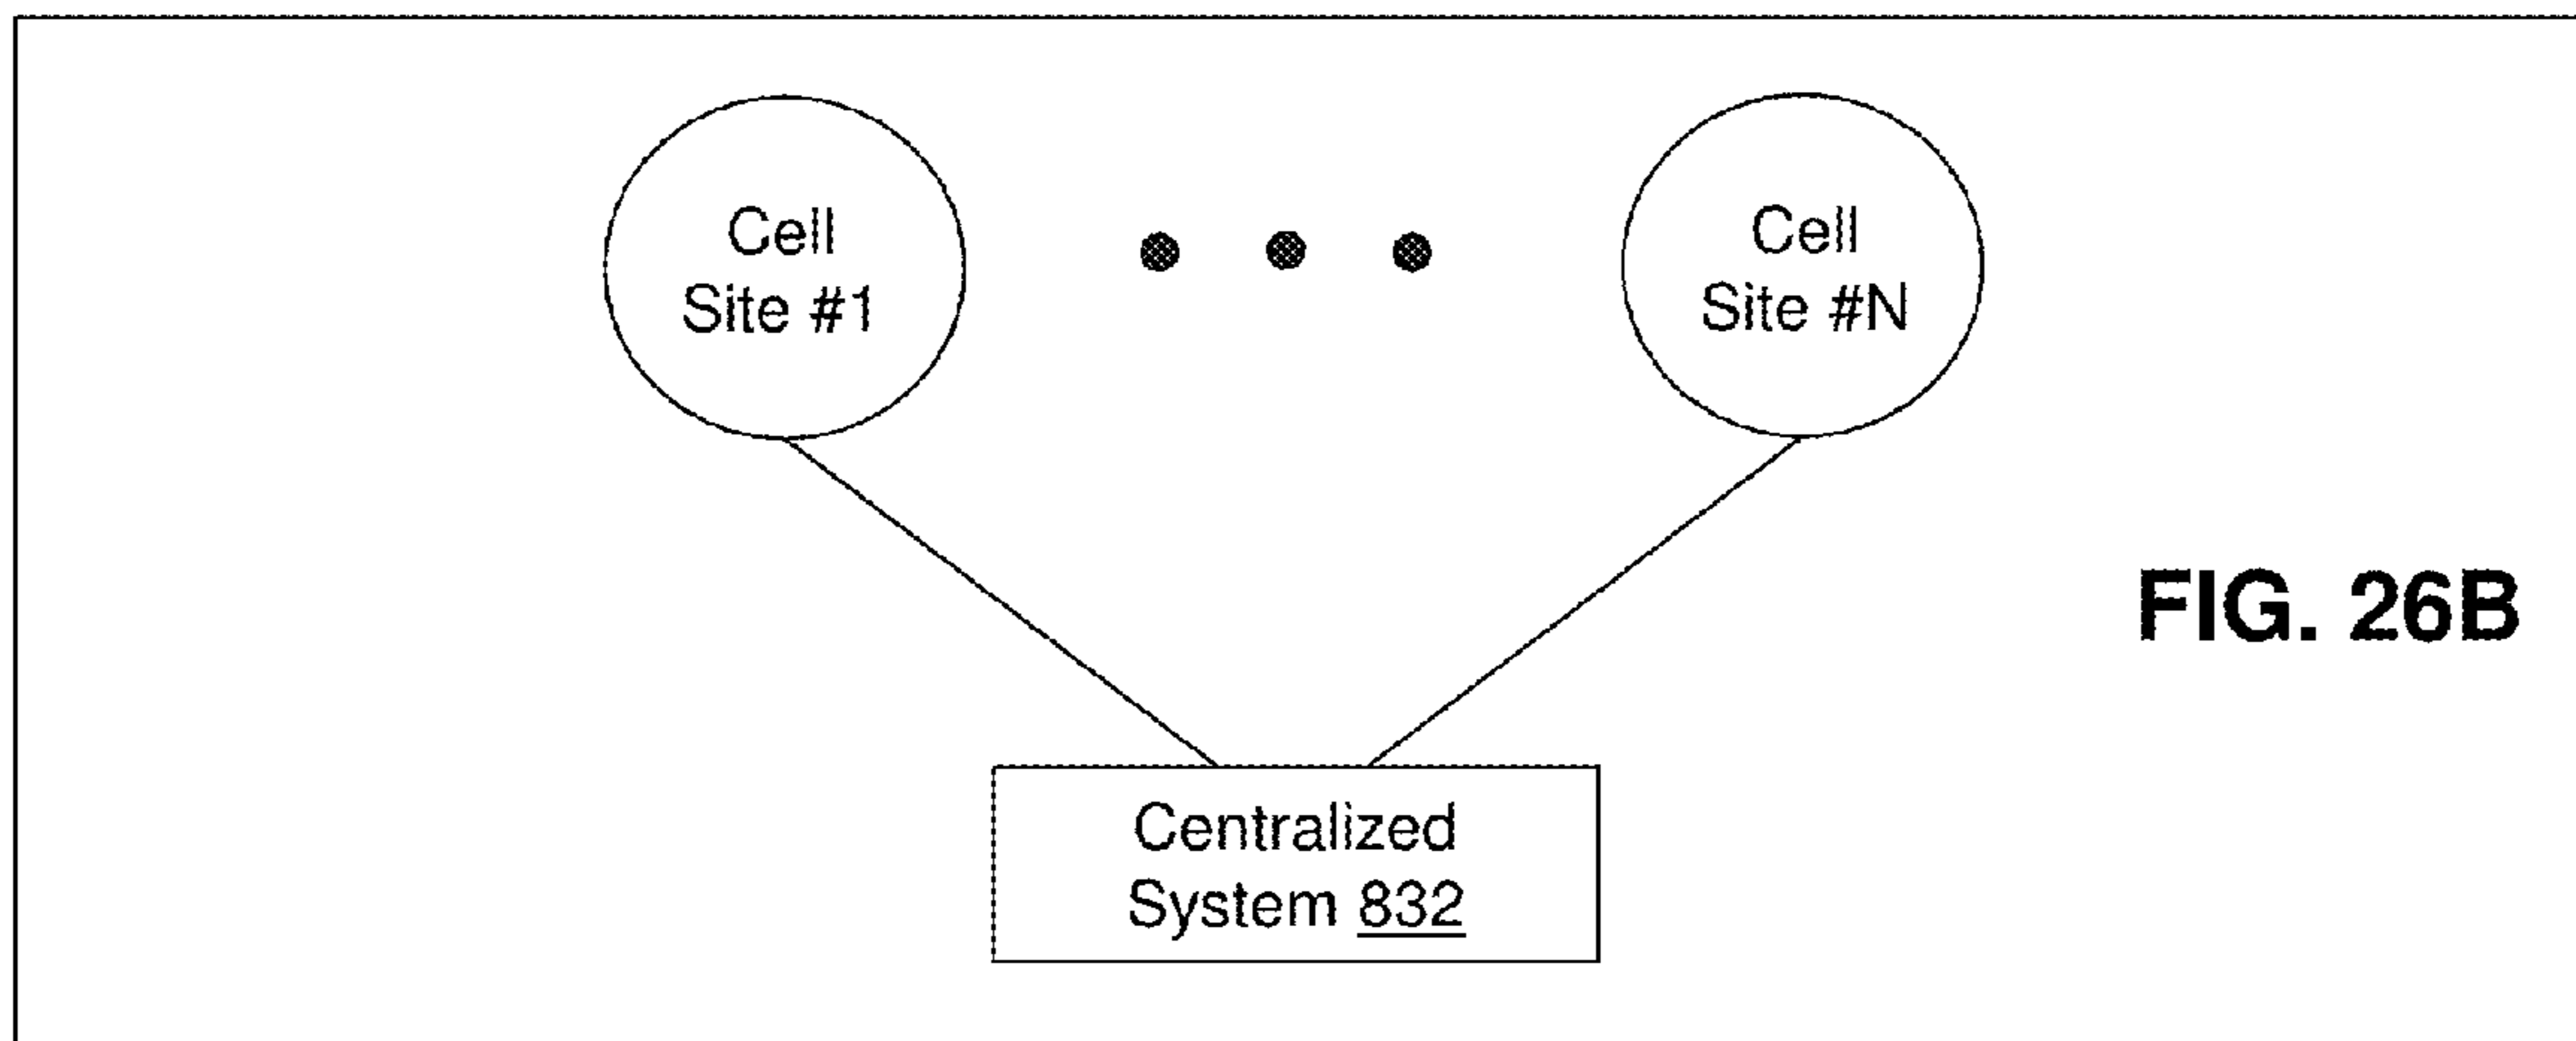 Cell
Site #1
Cell
Site #N
FIG. 26B
Centralized
System 832